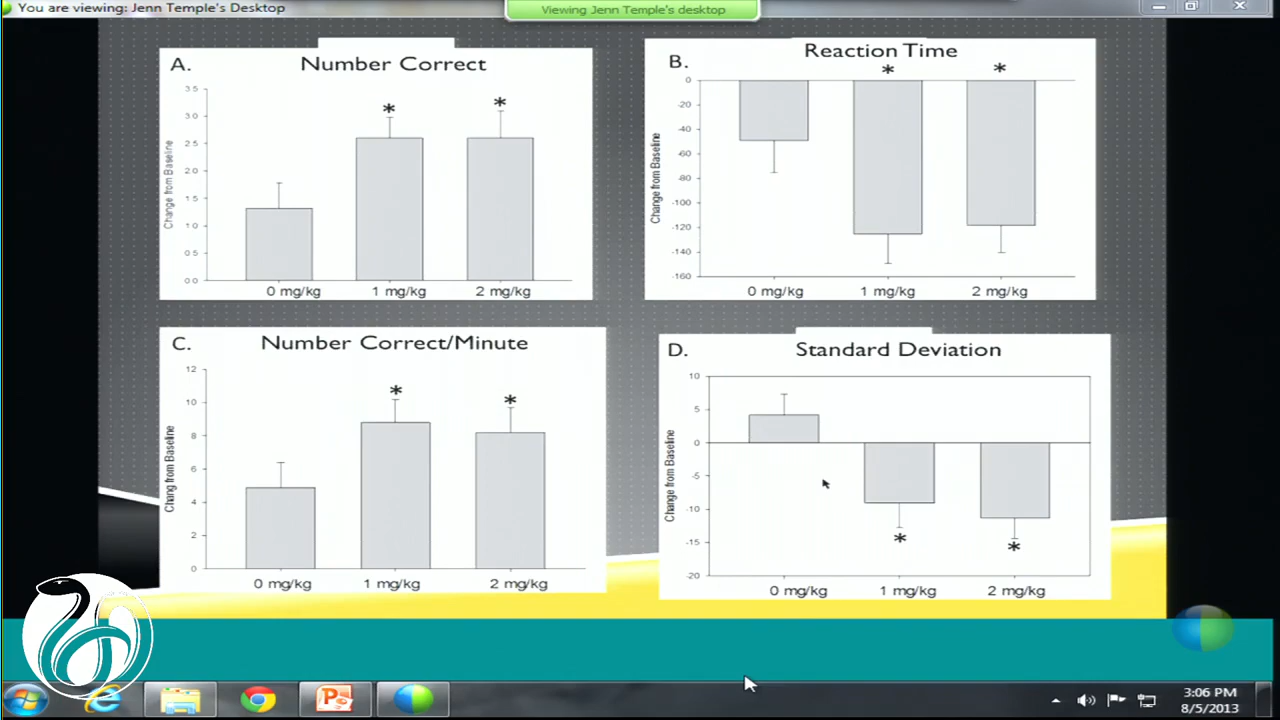 You are viewing: Jenn Temple's Desktop
Viewing Jenn Temple's desktop
A.
Number Correct
Change from Baseline
3.5
3.0
2.5
2.0
1.5
1.0
0.5
0.0
*
*
0 mg/kg 1 mg/kg 2 mg/kg
B.
Reaction Time
Change from Baseline
0
-20
-40
-60
-80
-100
-120
-140
-160
*
*
0 mg/kg 1 mg/kg 2 mg/kg
C.
Number Correct/Minute
Chang from Baseline
12
10
8
6
4
2
0
*
*
0 mg/kg 1 mg/kg 2 mg/kg
D.
Standard Deviation
Change from Baseline
10
5
0
-5
-10
-15
-20
*
*
0 mg/kg 1 mg/kg 2 mg/kg
3:06 PM
8/5/2013